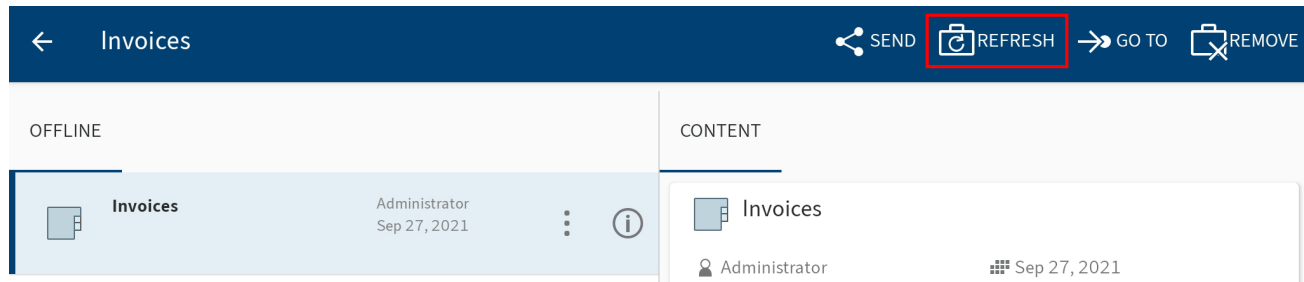 Invoices
SEND
REFRESH
GO TO
REMOVE
OFFLINE
CONTENT
Invoices
Administrator
Sep 27, 2021
Invoices
Administrator
Sep 27, 2021